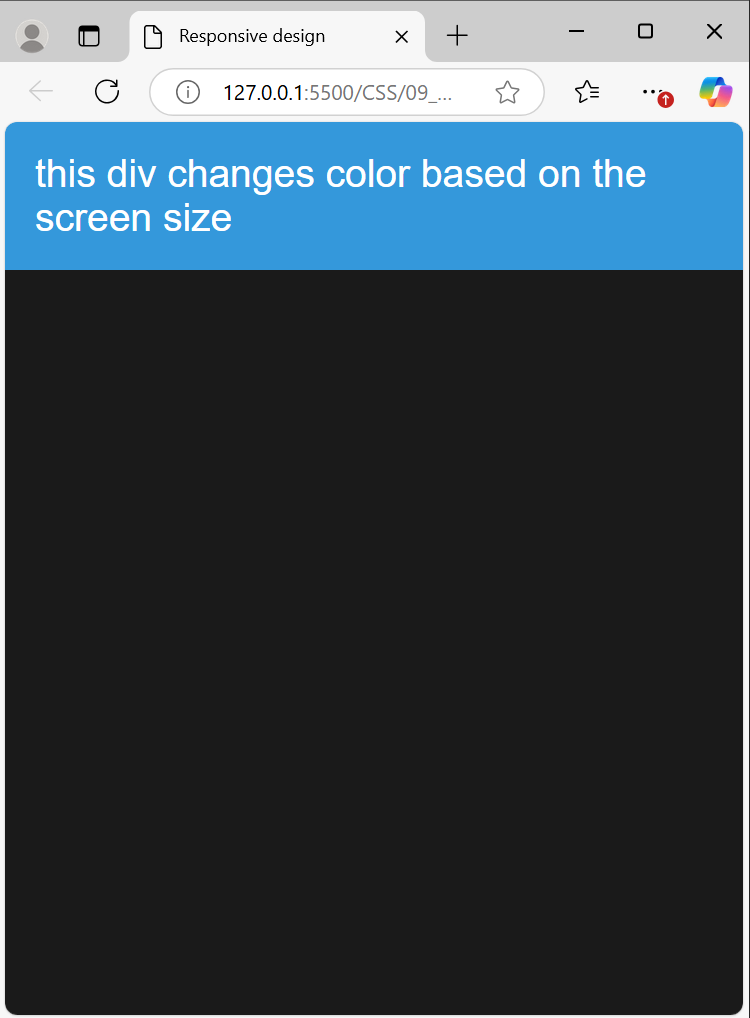 Responsive design
127.0.0.1:5500/CSS/09_...
this div changes color based on the
screen size